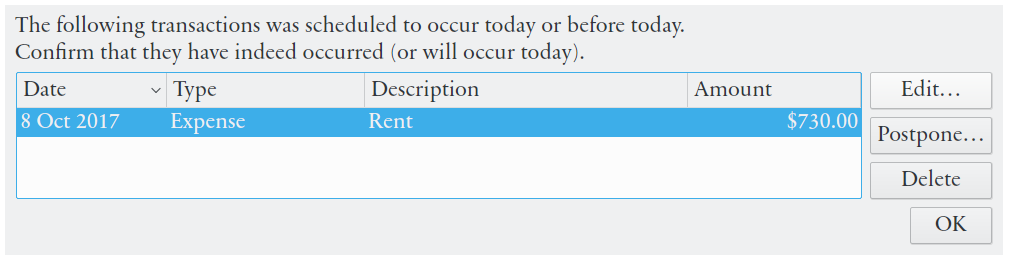 The following transactions was scheduled to occur today or before today.
Confirm that they have indeed occurred (or will occur today).
Date Type Description Amount Edit…
8 Oct 2017 Expense Rent $730.00 Postpone…
Delete
OK